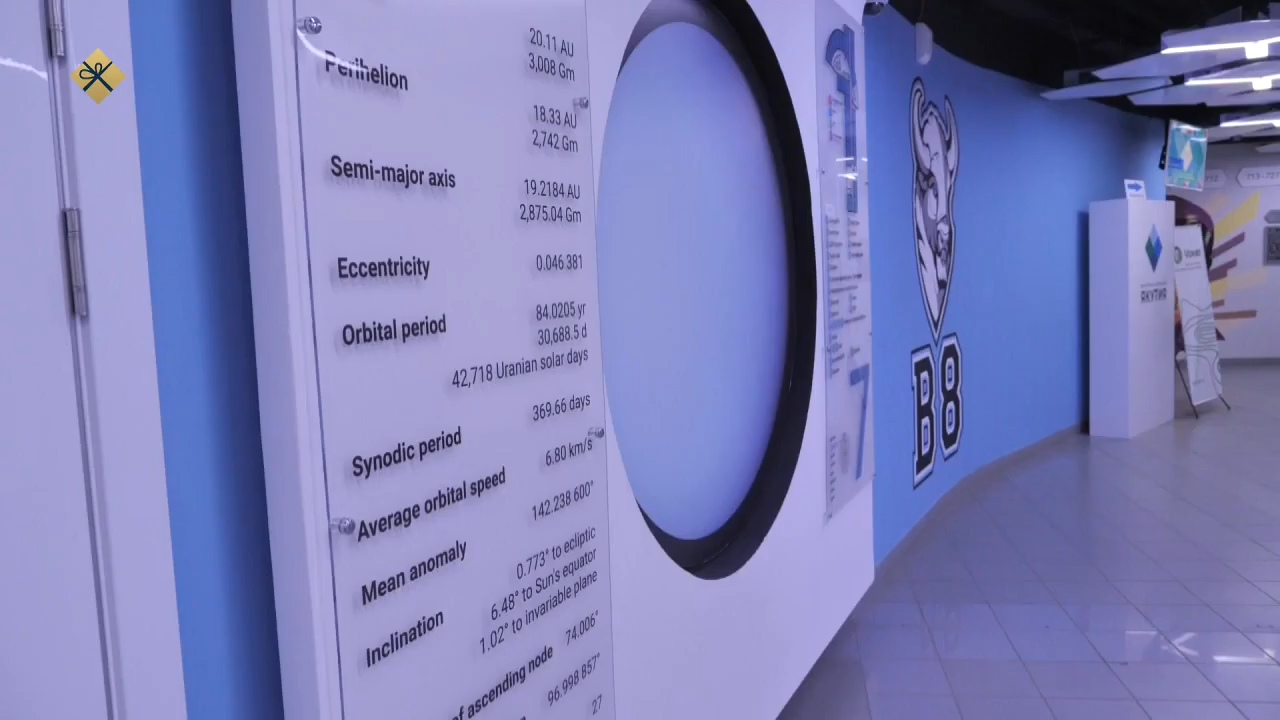 20.11 AU
3,008 Gm
Perihelion
18.33 AU
2,742 Gm
Semi-major axis
19.2184 AU
2,875.04 Gm
Eccentricity
0.046 381
Orbital period
84.0205 yr
30,688.5 d
42,718 Uranian solar days
Synodic period
369.66 days
Average orbital speed
6.80 km/s
Mean anomaly
142.238 600°
Inclination
0.773° to ecliptic
6.48° to Sun's equator
1.02° to invariable plane
of ascending node
74.006°
96.998 857°
27
B8
ЯКУТИЯ